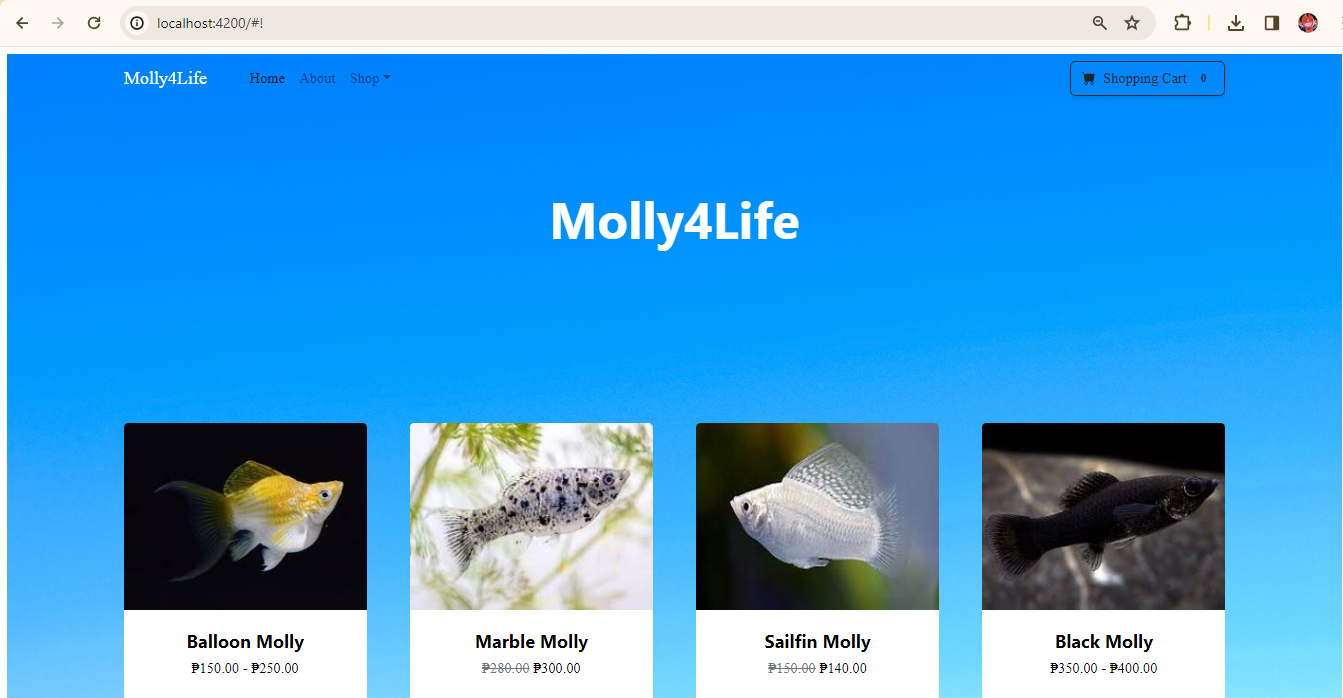 localhost:4200/#!
Molly4Life Home About Shop Shopping Cart 0
Molly4Life
Balloon Molly
₱150.00 - ₱250.00
Marble Molly
₱280.00 ₱300.00
Sailfin Molly
₱150.00 ₱140.00
Black Molly
₱350.00 - ₱400.00